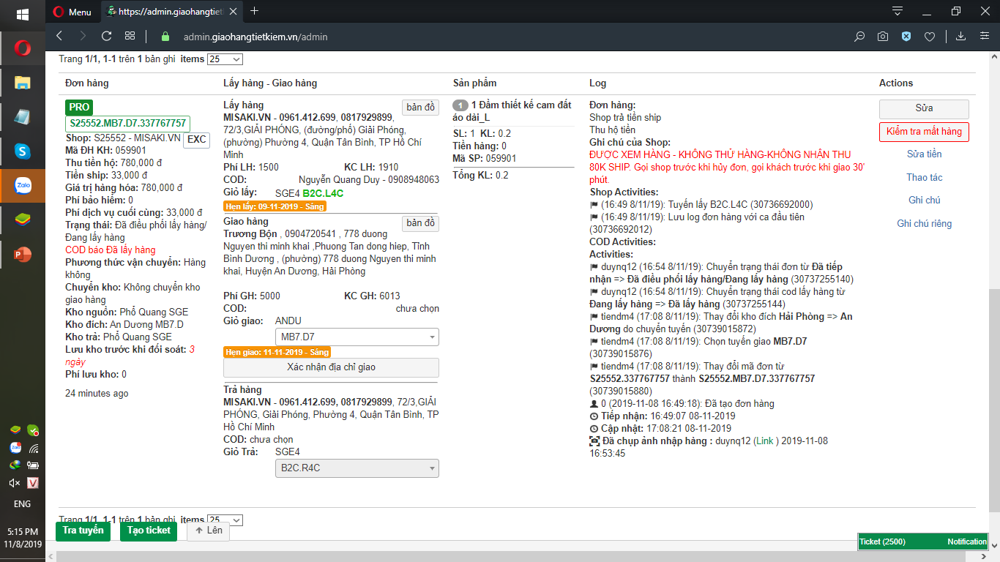 Menu
https://admin.giaohangtiet
admin.giaohangtietkiem.vn/admin
Trang 1/1, 1-1 trên 1 bản ghi items 25
Đơn hàng
PRO
S25552.MB7.D7.337767757
Shop: S25552 - MISAKI.VN EXC
Mã ĐH KH: 059901
Thu tiền hộ: 780,000 đ
Tiền ship: 33,000 đ
Giá trị hàng hóa: 780,000 đ
Phí bảo hiểm: 0
Phí dịch vụ cuối cùng: 33,000 đ
Trạng thái: Đã điều phối lấy hàng/
Đang lấy hàng
COD báo Đã lấy hàng
Phương thức vận chuyển: Hàng
không
Chuyển kho: Không chuyển kho
giao hàng
Kho nguồn: Phổ Quang SGE
Kho đích: An Dương MB7.D
Kho trả: Phổ Quang SGE
Lưu kho trước khi đối soát: 3
ngày
Phí lưu kho: 0
24 minutes ago
Lấy hàng - Giao hàng
Lấy hàng
bản đồ
MISAKI.VN - 0961.412.699, 0817929899,
72/3,GIẢI PHÓNG, (đường/phố) Giải Phóng,
(phường) Phường 4, Quận Tân Bình, TP Hồ Chí
Minh
Phí LH: 1500 KC LH: 1910
COD: Nguyễn Quang Duy - 0908948063
Giỏ lấy: SGE4 B2C.L4C
Hẹn lấy: 09-11-2019 - Sáng
Giao hàng
bản đồ
Trương Bộn , 0904720541 , 778 duong
Nguyen thi minh khai ,Phuong Tan dong hiep, Tỉnh
Bình Dương , (phường) 778 duong Nguyen thi minh
khai, Huyện An Dương, Hải Phòng
Phí GH: 5000 KC GH: 6013
COD: chưa chọn
Giỏ giao: ANDU
MB7.D7
Hẹn giao: 11-11-2019 - Sáng
Xác nhận địa chỉ giao
Trả hàng
MISAKI.VN - 0961.412.699, 0817929899, 72/3,GIẢI
PHÓNG, Giải Phóng, Phường 4, Quận Tân Bình, TP
Hồ Chí Minh
COD: chưa chọn
Giỏ Trả: SGE4
B2C.R4C
Sản phẩm
1 1 Đầm thiết kế cam đất
áo dài_L
SL: 1 KL: 0.2
Tiền hàng: 0
Mã SP: 059901
Tổng KL: 0.2
Log
Đơn hàng:
Shop trả tiền ship
Thu hộ tiền
Ghi chú của Shop:
ĐƯỢC XEM HÀNG - KHÔNG THỬ HÀNG-KHÔNG NHẬN THU
80K SHIP. Gọi shop trước khi hủy đơn, gọi khách trước khi giao 30'
phút.
Shop Activities:
(16:49 8/11/19): Tuyến lấy B2C.L4C (30736692000)
(16:49 8/11/19): Lưu log đơn hàng với ca đầu tiên
(30736692012)
COD Activities:
Activities:
duynq12 (16:54 8/11/19): Chuyển trạng thái đơn từ Đã tiếp
nhận => Đã điều phối lấy hàng/Đang lấy hàng (30737255140)
duynq12 (16:54 8/11/19): Chuyển trạng thái cod lấy hàng từ
Đang lấy hàng => Đã lấy hàng (30737255144)
tiendm4 (17:08 8/11/19): Thay đổi kho đích Hải Phòng => An
Dương do chuyển tuyến (30739015872)
tiendm4 (17:08 8/11/19): Chọn tuyến giao MB7.D7
(30739015876)
tiendm4 (17:08 8/11/19): Thay đổi mã đơn từ
S25552.337767757 thành S25552.MB7.D7.337767757
(30739015880)
0 (2019-11-08 16:49:18): Đã tạo đơn hàng
Tiếp nhận: 16:49:07 08-11-2019
Cập nhật: 17:08:21 08-11-2019
Đã chụp ảnh nhập hàng : duynq12 (Link ) 2019-11-08
16:53:45
Actions
Sửa
Kiểm tra mất hàng
Sửa tiền
Thao tác
Ghi chú
Ghi chú riêng
Trang 1/1, 1-1 trên 1 bản ghi items 25
Tra tuyến
Tạo ticket
Lên
Ticket (2500) Notification
Zalo
ENG
5:15 PM
11/8/2019